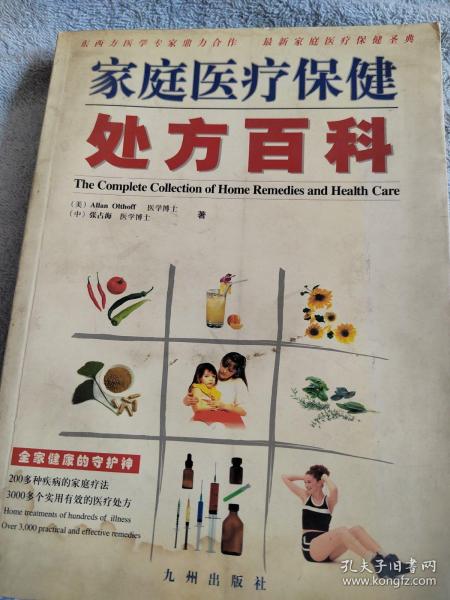 东西方医学专家鼎力合作 最新家庭医疗保健圣典
家庭医疗保健
处方百科
The Complete Collection of Home Remedies and Health Care
（美）Allan Olthoff 医学博士
（中）张占海 医学博士 著
全家健康的守护神
200多种疾病的家庭疗法
3000多个实用有效的医疗处方
Home treatments of hundreds of illness
Over 3,000 practical and effective remedies
九州出版社
孔夫子旧书网
www.kongfz.com